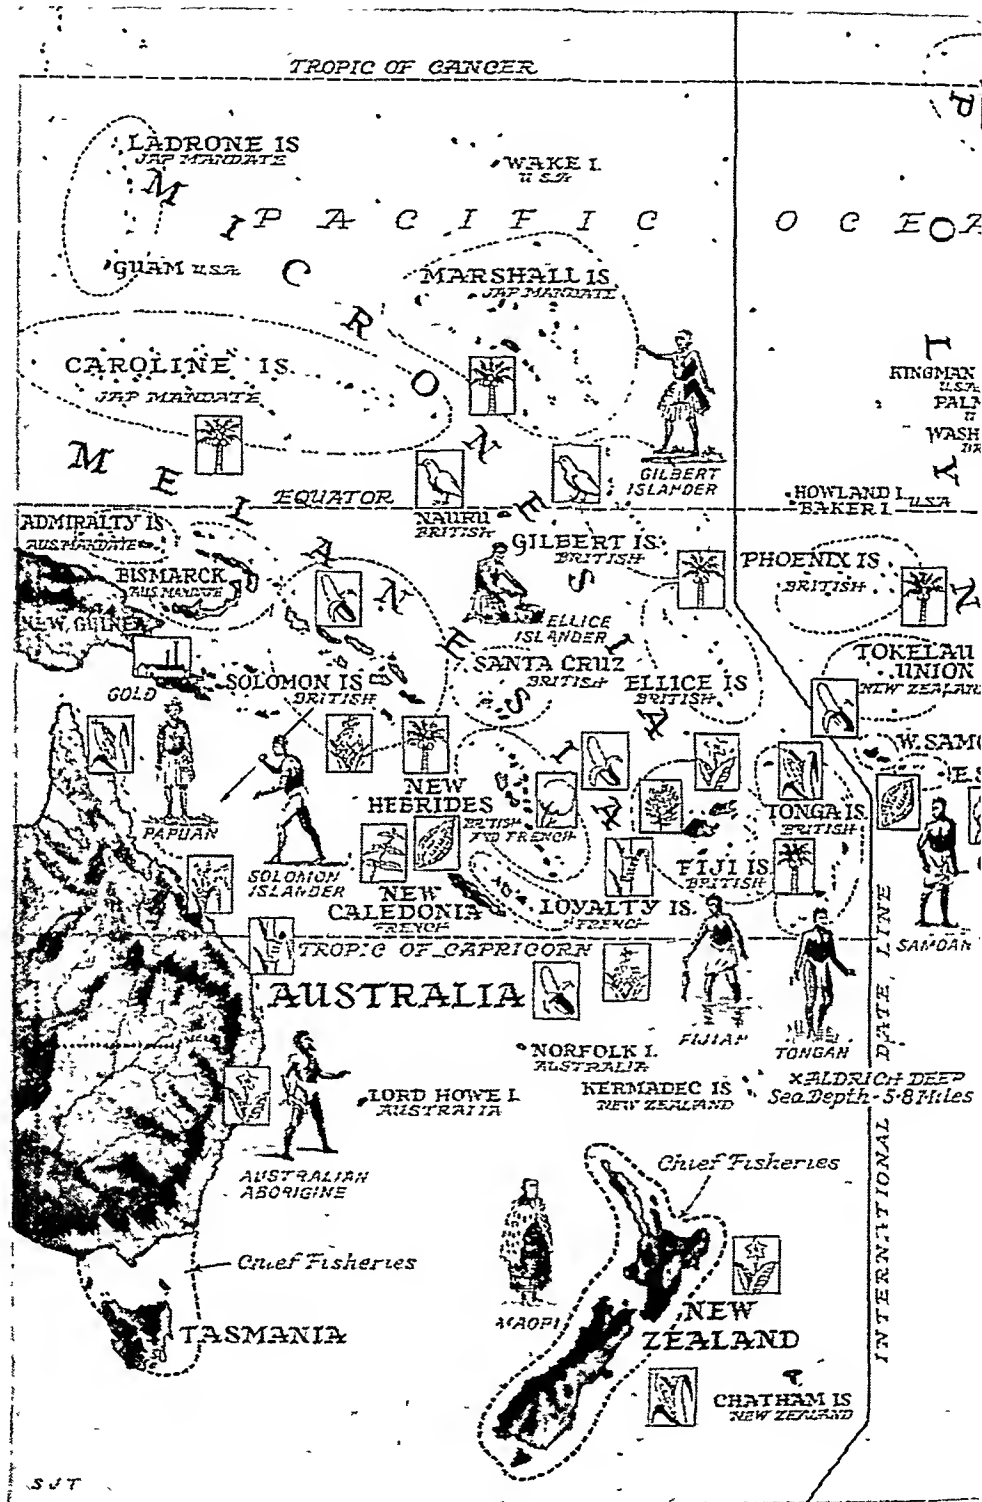 TROPIC OF CANCER
LADRONE IS
JAP MANDATE
WAKE I.
U S A
PACIFIC OCEA
MICRONESIA
GUAM U.S.A
MARSHALL IS
JAP MANDATE
CAROLINE IS.
JAP MANDATE
POLYN
KINGMAN
U.S.A
PALM
WASH
GILBERT
ISLANDER
MELANESIA
EQUATOR
NAURU
BRITISH
HOWLAND I.
BAKER I. U.S.A
ADMIRALTY IS
AUS. MANDATE
BISMARCK
AUS MANDATE
NEW GUINEA
GILBERT IS.
BRITISH
PHOENIX IS
BRITISH
ELLICE
ISLANDER
GOLD
SOLOMON IS
BRITISH
SANTA CRUZ
BRITISH
ELLICE IS
BRITISH
TOKELAU
UNION
NEW ZEALAN
W. SAMO
E.S
PAPUAN
SOLOMON
ISLANDER
NEW
HEBRIDES
BRITISH
AND FRENCH
TONGA IS.
BRITISH
FIJI IS.
BRITISH
NEW
CALEDONIA
FRENCH
LOYALTY IS.
FRENCH
SAMOAN
TROPIC OF CAPRICORN
AUSTRALIA
FIJIAN
TONGAN
NORFOLK I.
AUSTRALIA
KERMADEC IS
NEW ZEALAND
×ALDRICH DEEP
Sea Depth-5·8 Miles
LORD HOWE I.
AUSTRALIA
AUSTRALIAN
ABORIGINE
INTERNATIONAL DATE LINE
Chief Fisheries
Chief Fisheries
MAORI
TASMANIA
NEW
ZEALAND
CHATHAM IS
NEW ZEALAND
S J T